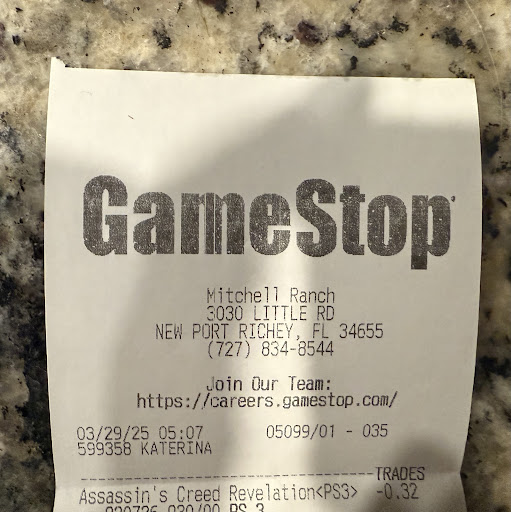 GameStop
Mitchell Ranch
3030 LITTLE RD
NEW PORT RICHEY, FL 34655
(727) 834-8544
Join Our Team:
https://careers.gamestop.com/
03/29/25 05:07 05099/01 - 035
599358 KATERINA
TRADES
Assassin's Creed Revelation<PS3> -0.32